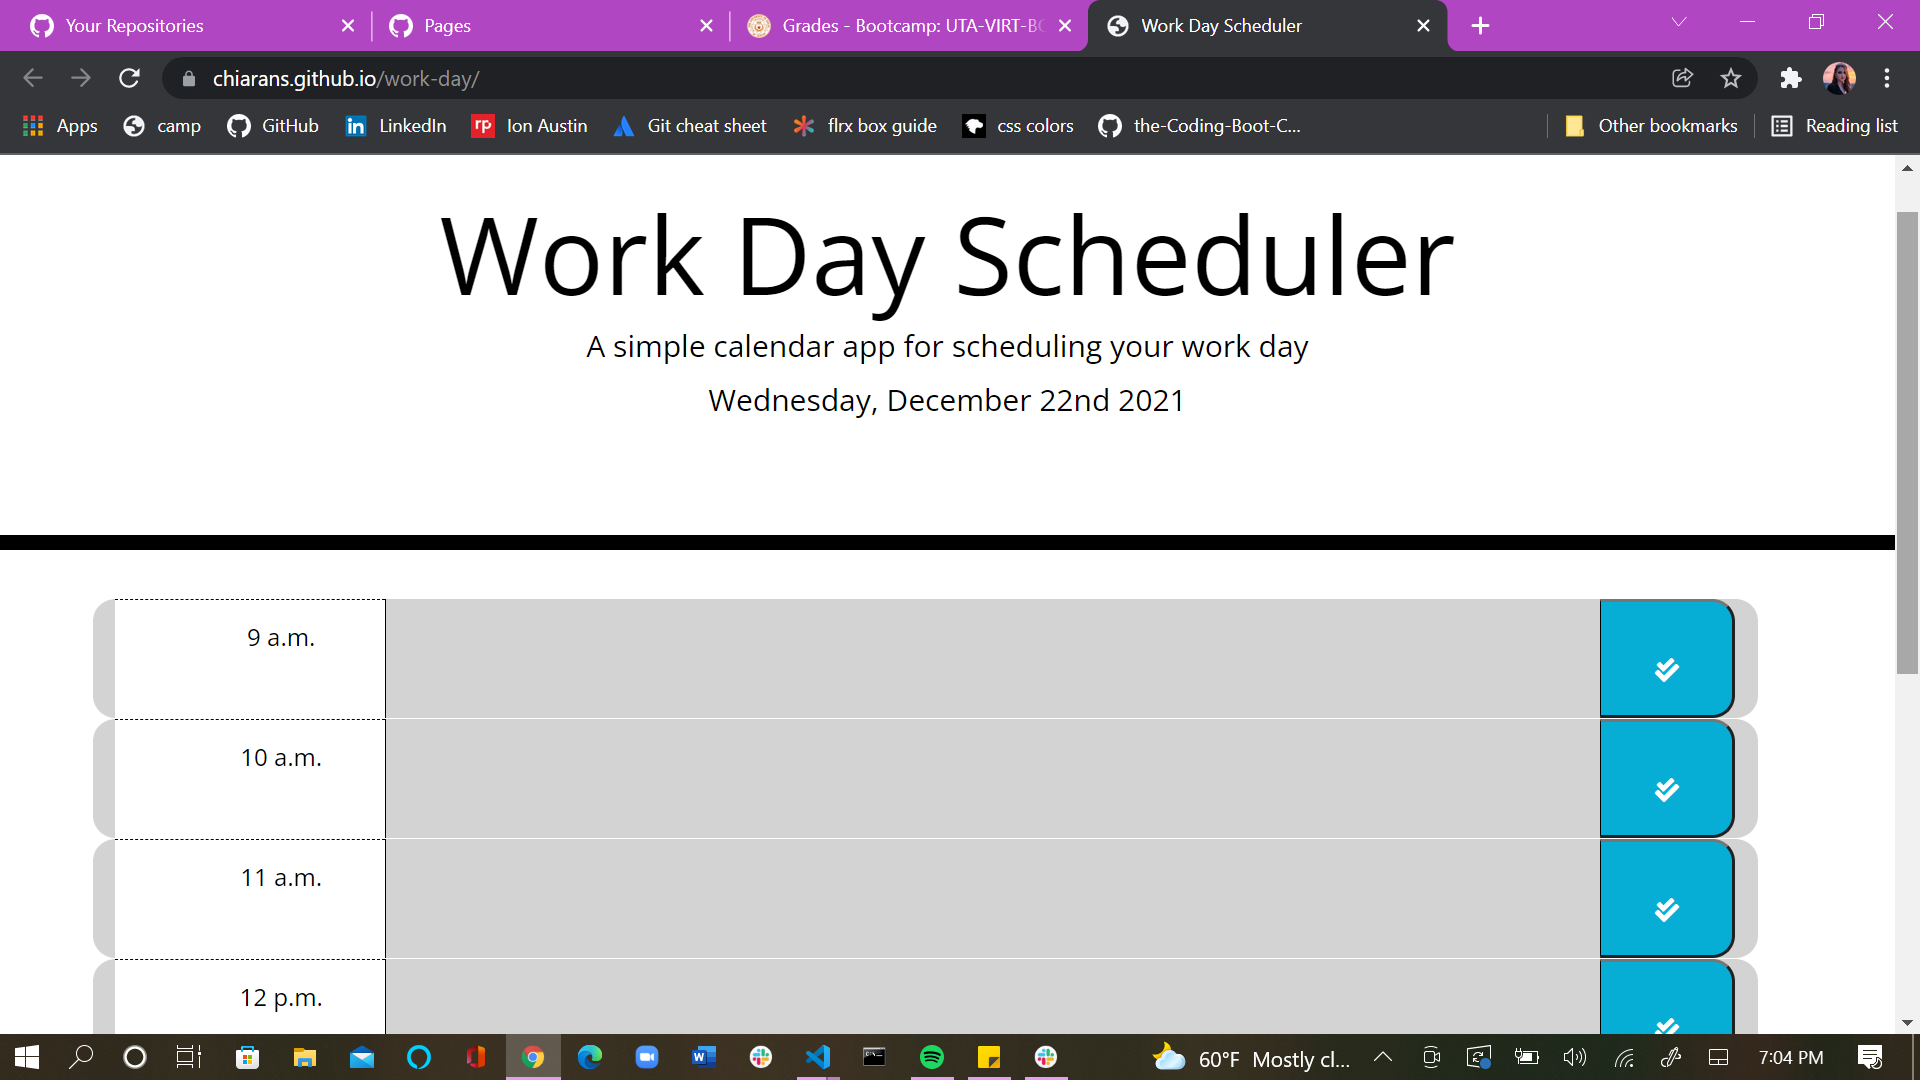 Your Repositories
Pages
Grades - Bootcamp: UTA-VIRT-BC
Work Day Scheduler
chiarans.github.io/work-day/
Apps
camp
GitHub
LinkedIn
rp
Ion Austin
Git cheat sheet
flrx box guide
css colors
the-Coding-Boot-C...
Other bookmarks
Reading list
Work Day Scheduler
A simple calendar app for scheduling your work day
Wednesday, December 22nd 2021
9 a.m.
10 a.m.
11 a.m.
12 p.m.
60°F Mostly cl...
7:04 PM